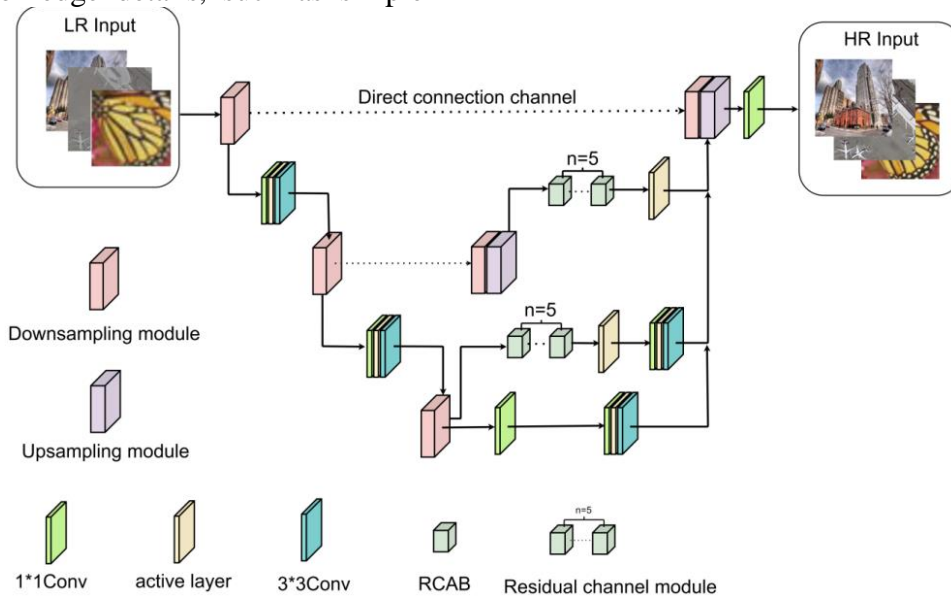 LR Input
HR Input
Direct connection channel
n=5
n=5
Downsampling module
Upsampling module
n=5
1*1Conv
active layer
3*3Conv
RCAB
Residual channel module